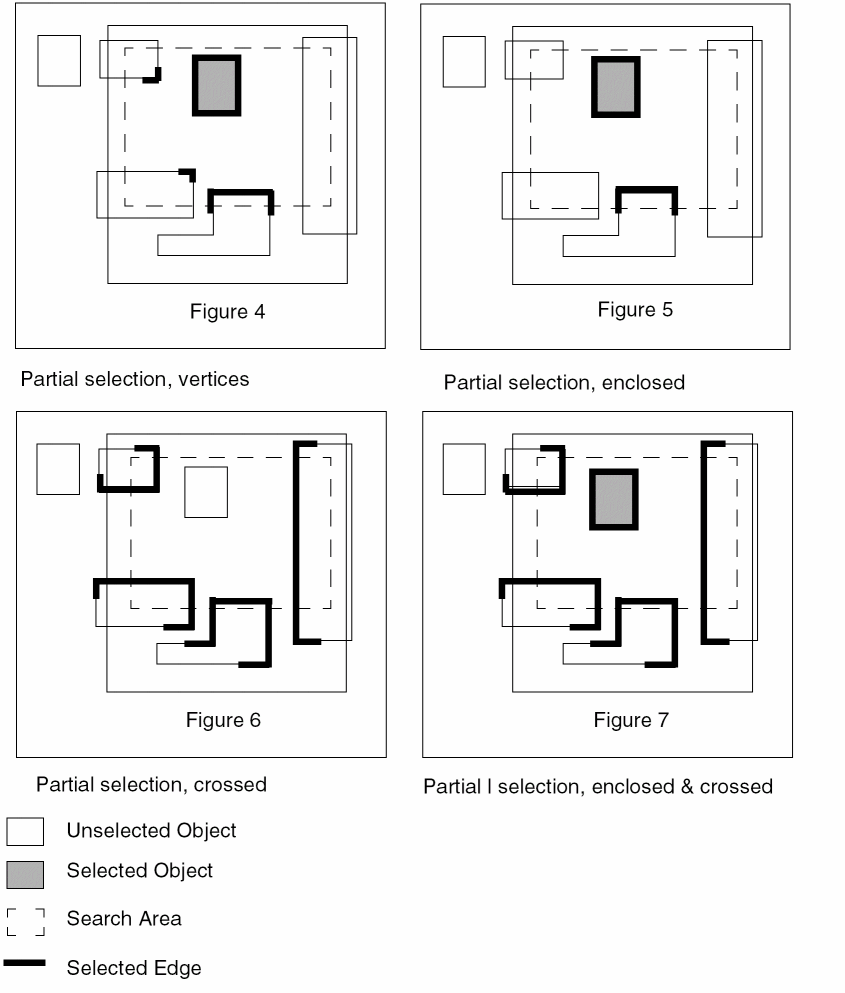 Figure 4
Figure 5
Partial selection, vertices
Partial selection, enclosed
Figure 6
Figure 7
Partial selection, crossed
Partial l selection, enclosed & crossed
Unselected Object
Selected Object
Search Area
Selected Edge